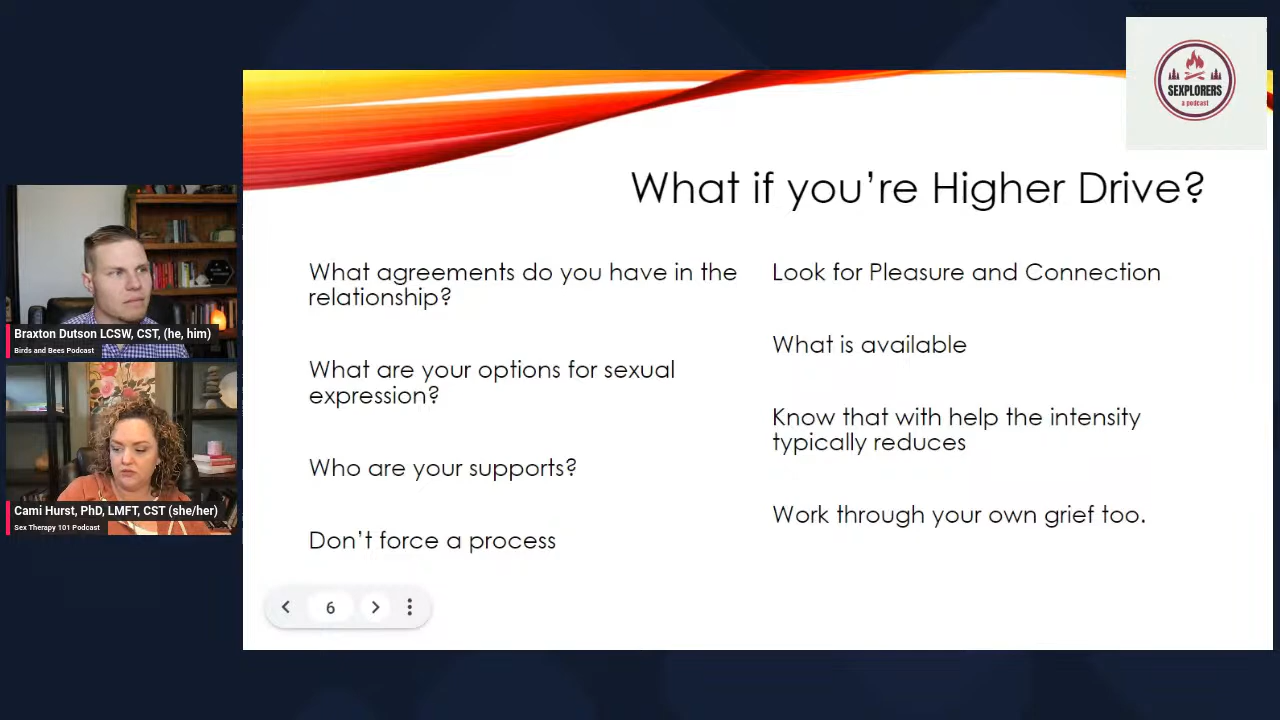 SEXPLORERS
a podcast
What if you're Higher Drive?
What agreements do you have in the
relationship?
What are your options for sexual
expression?
Who are your supports?
Don't force a process
Look for Pleasure and Connection
What is available
Know that with help the intensity
typically reduces
Work through your own grief too.
6
Braxton Dutson LCSW, CST, (he, him)
Birds and Bees Podcast
Cami Hurst, PhD, LMFT, CST (she/her)
Sex Therapy 101 Podcast